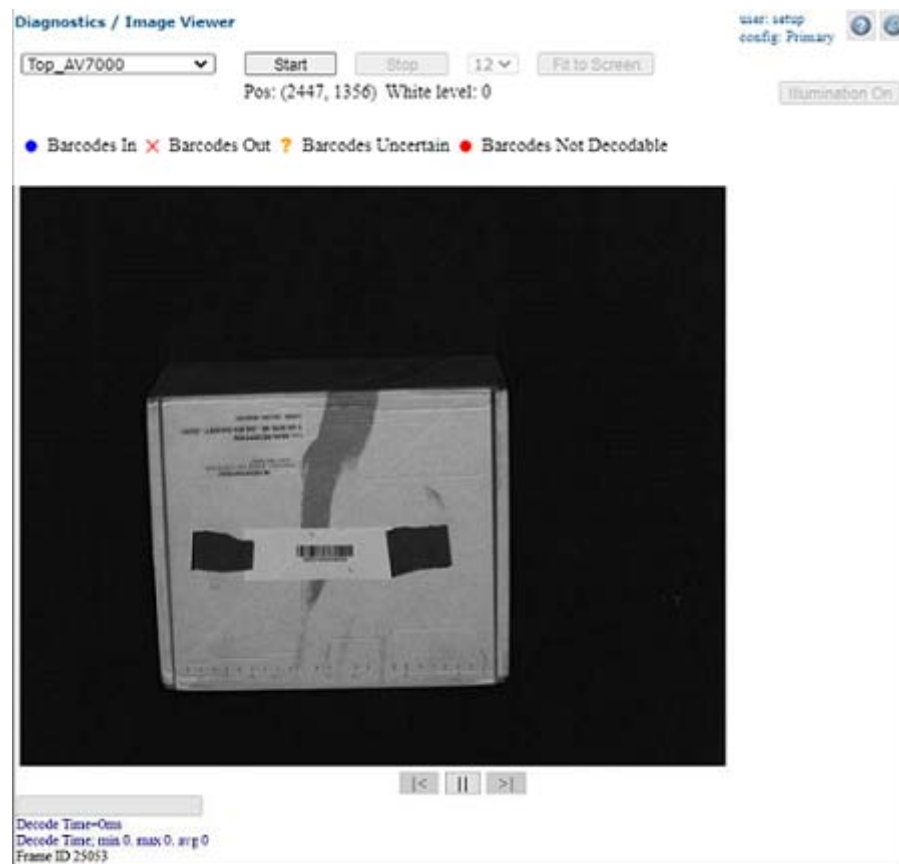 Diagnostics / Image Viewer
user: setup
config: Primary
Top_AV7000
Start
Stop
12
Fit to Screen
Pos: (2447, 1356) White level: 0
Illumination On
Barcodes In
Barcodes Out
? Barcodes Uncertain
Barcodes Not Decodable
|<
||
>|
Decode Time=0ms
Decode Time; min 0. max 0. avg 0
Frame ID 25053